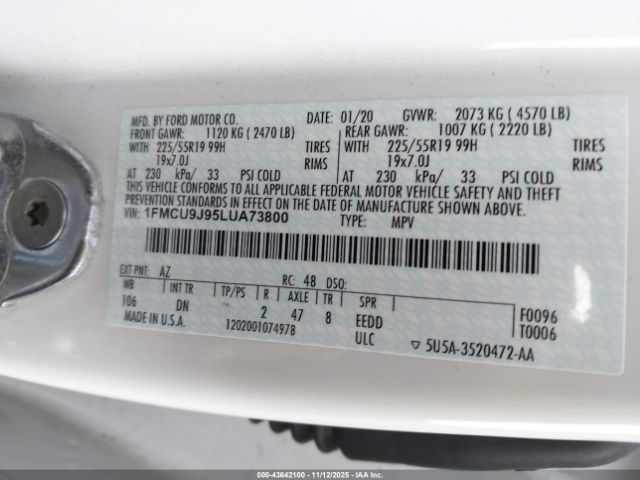 MFD. BY FORD MOTOR CO. DATE: 01/20 GVWR: 2073 KG ( 4570 LB)
FRONT GAWR: 1120 KG ( 2470 LB) REAR GAWR: 1007 KG ( 2220 LB)
WITH 225/55R19 99H TIRES WITH 225/55R19 99H TIRES
19x7.0J RIMS 19x7.0J RIMS
AT 230 kPa/ 33 PSI COLD AT 230 kPa/ 33 PSI COLD
THIS VEHICLE CONFORMS TO ALL APPLICABLE FEDERAL MOTOR VEHICLE SAFETY AND THEFT
PREVENTION STANDARDS IN EFFECT ON THE DATE OF MANUFACTURE SHOWN ABOVE.
VIN: 1FMCU9J95LUA73800 TYPE: MPV
EXT PNT: AZ RC: 48 DSO:
WB INT TR TP/PS R AXLE TR SPR
106 DN 2 47 8 EEDD F0096
MADE IN U.S.A. 1202001074978 ULC T0006
▽ 5U5A-3520472-AA
000-43642100 - 11/12/2025 - IAAI Holdings, LLC